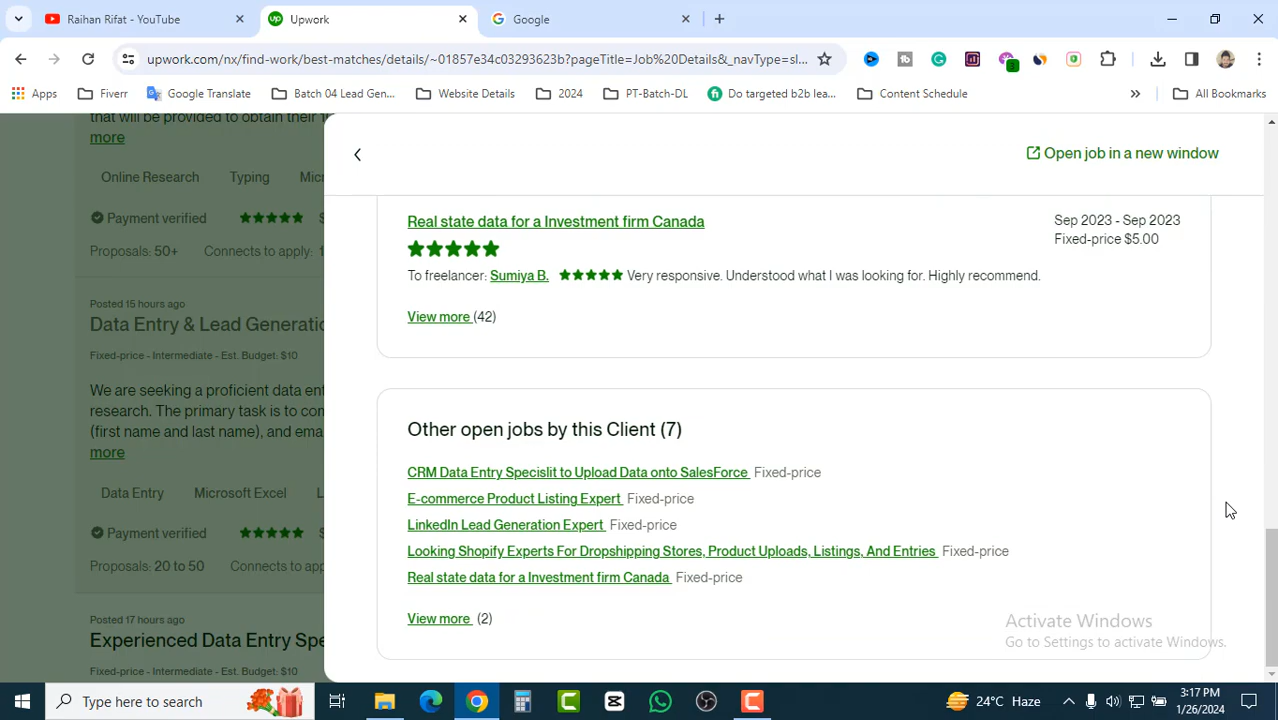 Raihan Rifat - YouTube
Upwork
Google
upwork.com/nx/find-work/best-matches/details/~01857e34c03293623b?pageTitle=Job%20Details&_navType=sl...
Apps
Fiverr
Google Translate
Batch 04 Lead Gen...
Website Details
2024
PT-Batch-DL
Do targeted b2b lea...
Content Schedule
»
All Bookmarks
that will be provided to obtain their
more
Online Research
Typing
Payment verified
Proposals: 50+
Connects to apply:
Posted 15 hours ago
Data Entry & Lead Generatio
Fixed-price - Intermediate - Est. Budget: $10
We are seeking a proficient data ent
research. The primary task is to con
(first name and last name), and ema
more
Data Entry
Microsoft Excel
Payment verified
Proposals: 20 to 50
Connects to app
Posted 17 hours ago
Experienced Data Entry Spe
Fixed-price - Intermediate - Est. Budget: $10
Open job in a new window
Real state data for a Investment firm Canada
Sep 2023 - Sep 2023
Fixed-price $5.00
To freelancer: Sumiya B. Very responsive. Understood what I was looking for. Highly recommend.
View more (42)
Other open jobs by this Client (7)
CRM Data Entry Specislit to Upload Data onto SalesForce Fixed-price
E-commerce Product Listing Expert Fixed-price
LinkedIn Lead Generation Expert Fixed-price
Looking Shopify Experts For Dropshipping Stores, Product Uploads, Listings, And Entries Fixed-price
Real state data for a Investment firm Canada Fixed-price
View more (2)
Activate Windows
Go to Settings to activate Windows.
Type here to search
24°C Haze
3:17 PM
1/26/2024